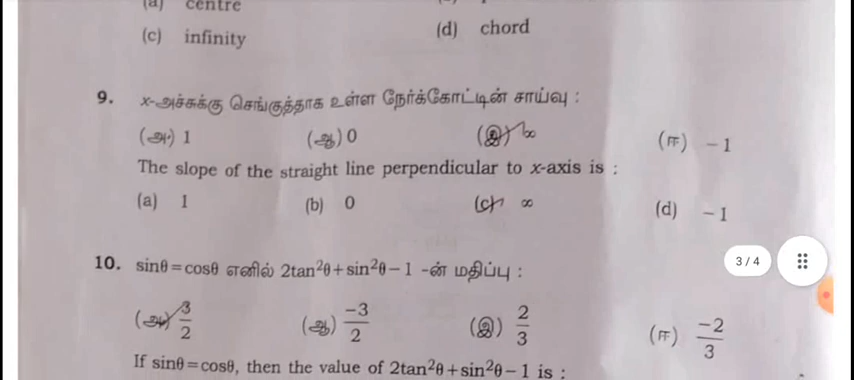 (a) centre
(c) infinity (d) chord
9. x-அச்சுக்கு செங்குத்தாக உள்ள நேர்க்கோட்டின் சாய்வு :
(அ) 1 (ஆ) 0 (இ) ∞ (ஈ) −1
The slope of the straight line perpendicular to x-axis is :
(a) 1 (b) 0 (c) ∞ (d) −1
3 / 4
10. sinθ = cosθ எனில் 2tan²θ + sin²θ − 1 -ன் மதிப்பு :
(அ) 3/2 (ஆ) −3/2 (இ) 2/3 (ஈ) −2/3
If sinθ = cosθ, then the value of 2tan²θ + sin²θ − 1 is :